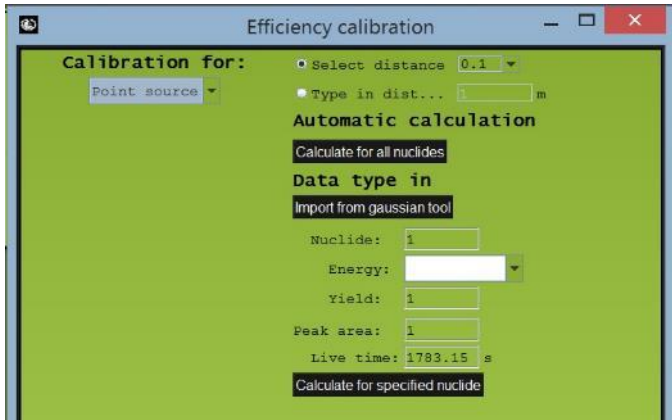 Efficiency calibration
Calibration for:
Point source
Select distance 0.1
Type in dist... 1 m
Automatic calculation
Calculate for all nuclides
Data type in
Import from gaussian tool
Nuclide: 1
Energy:
Yield: 1
Peak area: 1
Live time: 1783.15 s
Calculate for specified nuclide